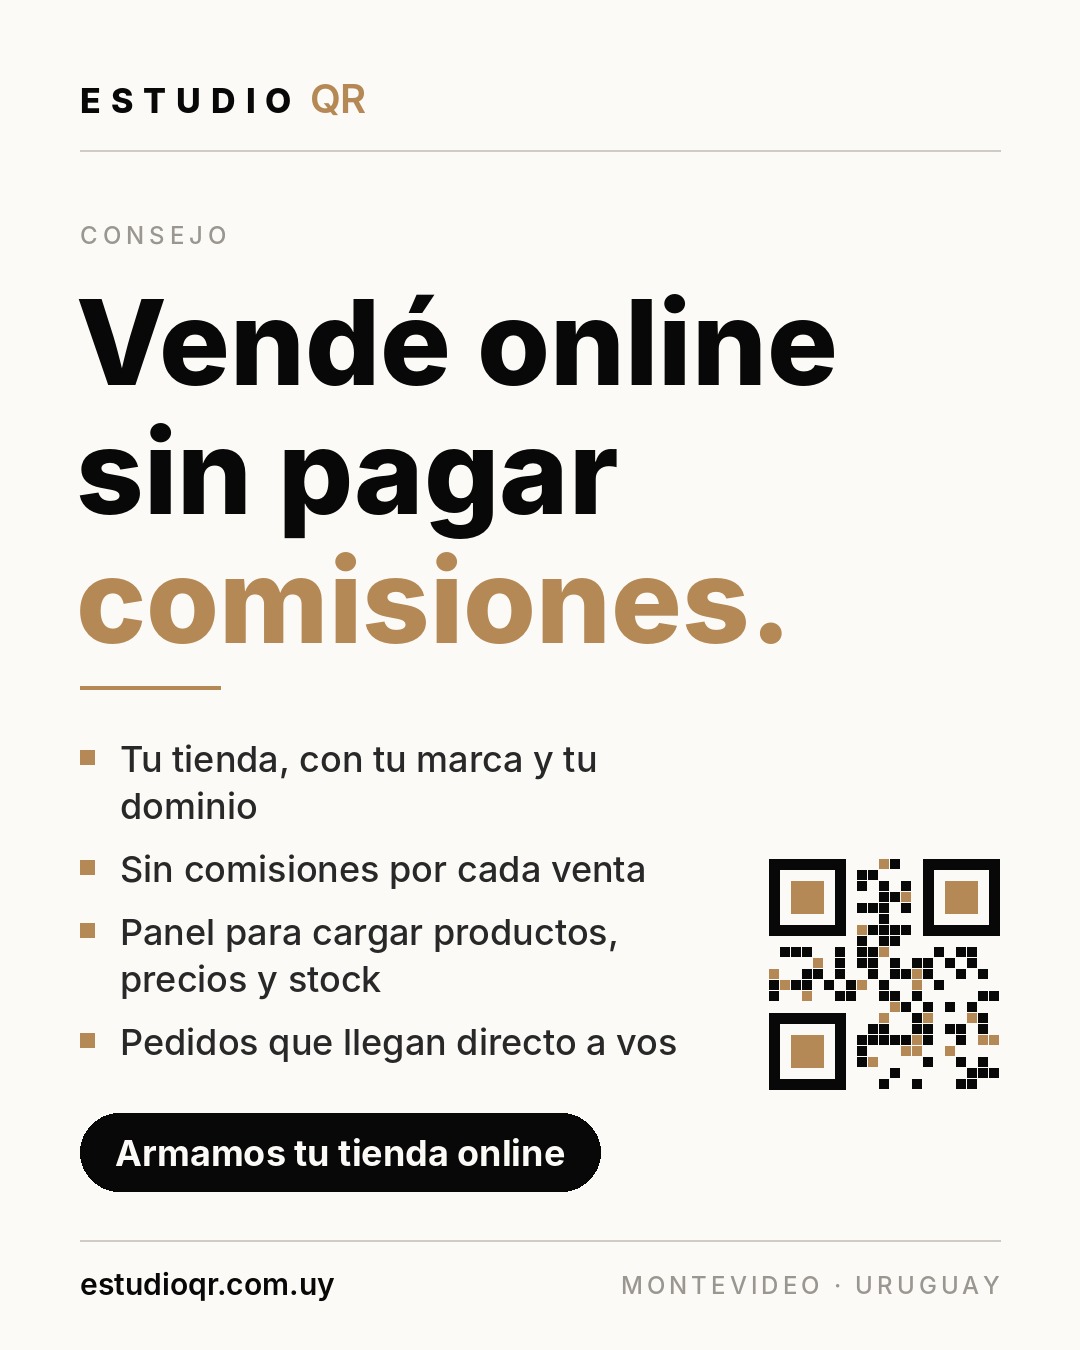 ESTUDIO QR
CONSEJO
Vendé online
sin pagar
comisiones.
Tu tienda, con tu marca y tu
dominio
Sin comisiones por cada venta
Panel para cargar productos,
precios y stock
Pedidos que llegan directo a vos
Armamos tu tienda online
estudioqr.com.uy
MONTEVIDEO · URUGUAY